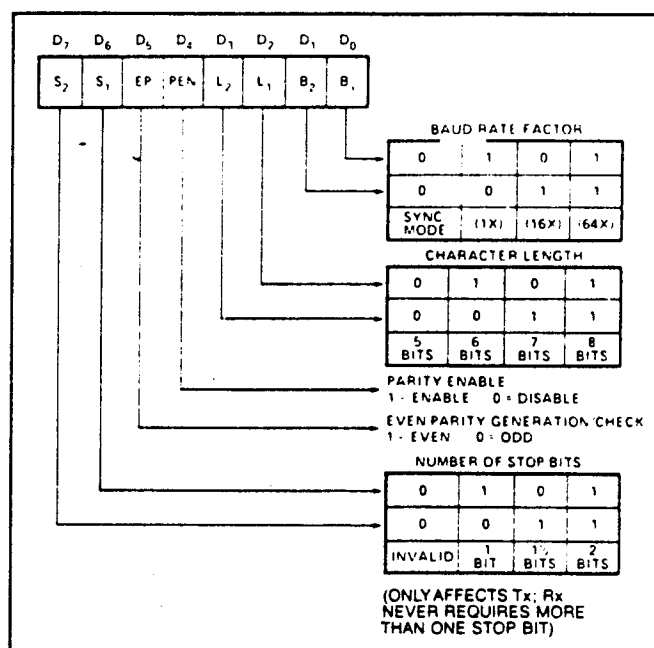 D7 D6 D5 D4 D3 D2 D1 D0
S2 S1 EP PEN L2 L1 B2 B1
BAUD RATE FACTOR
0 1 0 1
0 0 1 1
SYNC MODE (1X) (16X) (64X)
CHARACTER LENGTH
0 1 0 1
0 0 1 1
5 BITS 6 BITS 7 BITS 8 BITS
PARITY ENABLE
1 - ENABLE 0 = DISABLE
EVEN PARITY GENERATION/CHECK
1 - EVEN 0 = ODD
NUMBER OF STOP BITS
0 1 0 1
0 0 1 1
INVALID 1 BIT 1½ BITS 2 BITS
(ONLY AFFECTS Tx; Rx
NEVER REQUIRES MORE
THAN ONE STOP BIT)